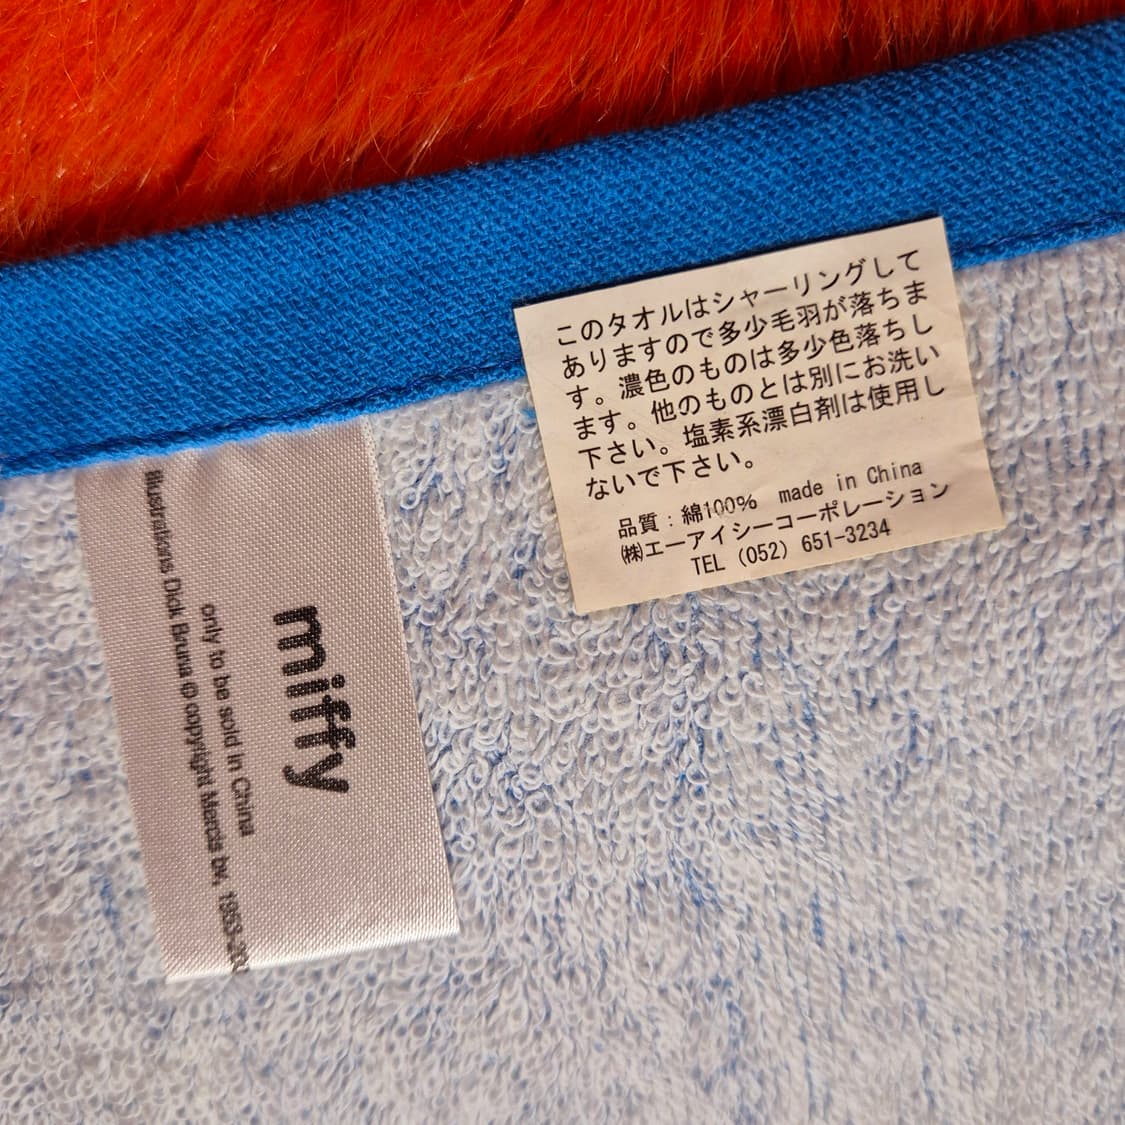 このタオルはシャーリングして
ありますので多少毛羽が落ちま
す。濃色のものは多少色落ちし
ます。他のものとは別にお洗い
下さい。塩素系漂白剤は使用し
ないで下さい。
品質：綿100% made in China
㈱エーアイシーコーポレーション
TEL (052) 651-3234
miffy
only to be sold in China
Illustrations Dick Bruna © copyright Mercis bv,